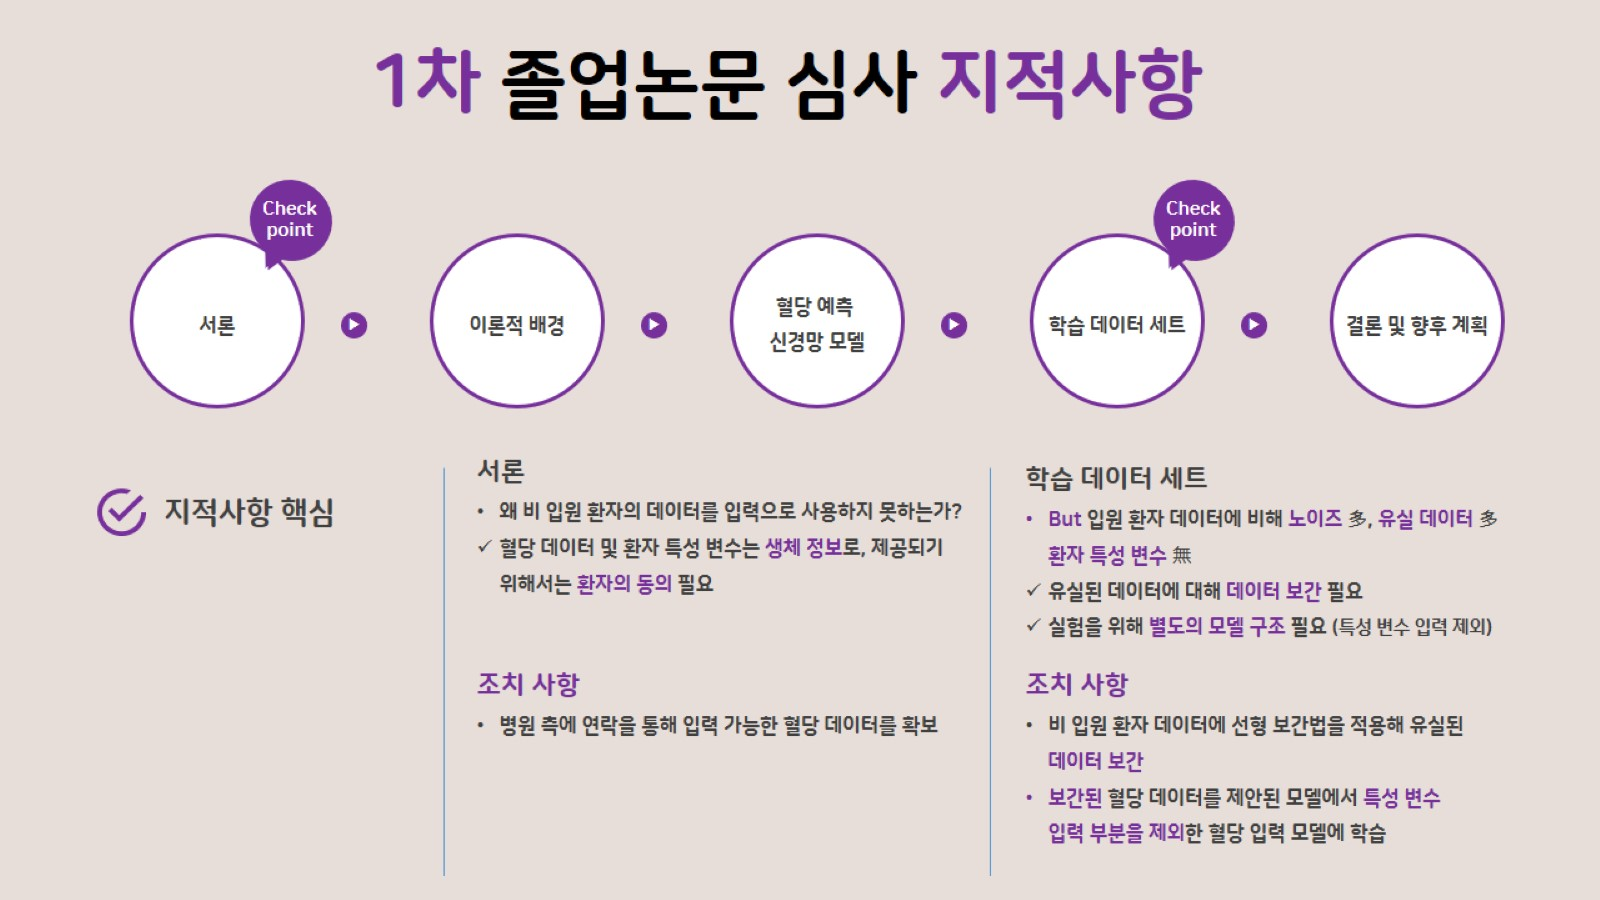 1차 졸업논문 심사 지적사항
Check
point
Check
point
서론
이론적 배경
혈당 예측
신경망 모델
학습 데이터 세트
결론 및 향후 계획
지적사항 핵심
서론
• 왜 비 입원 환자의 데이터를 입력으로 사용하지 못하는가?
✓ 혈당 데이터 및 환자 특성 변수는 생체 정보로, 제공되기
위해서는 환자의 동의 필요
조치 사항
• 병원 측에 연락을 통해 입력 가능한 혈당 데이터를 확보
학습 데이터 세트
• But 입원 환자 데이터에 비해 노이즈 多, 유실 데이터 多
환자 특성 변수 無
✓ 유실된 데이터에 대해 데이터 보간 필요
✓ 실험을 위해 별도의 모델 구조 필요 (특성 변수 입력 제외)
조치 사항
• 비 입원 환자 데이터에 선형 보간법을 적용해 유실된
데이터 보간
• 보간된 혈당 데이터를 제안된 모델에서 특성 변수
입력 부분을 제외한 혈당 입력 모델에 학습